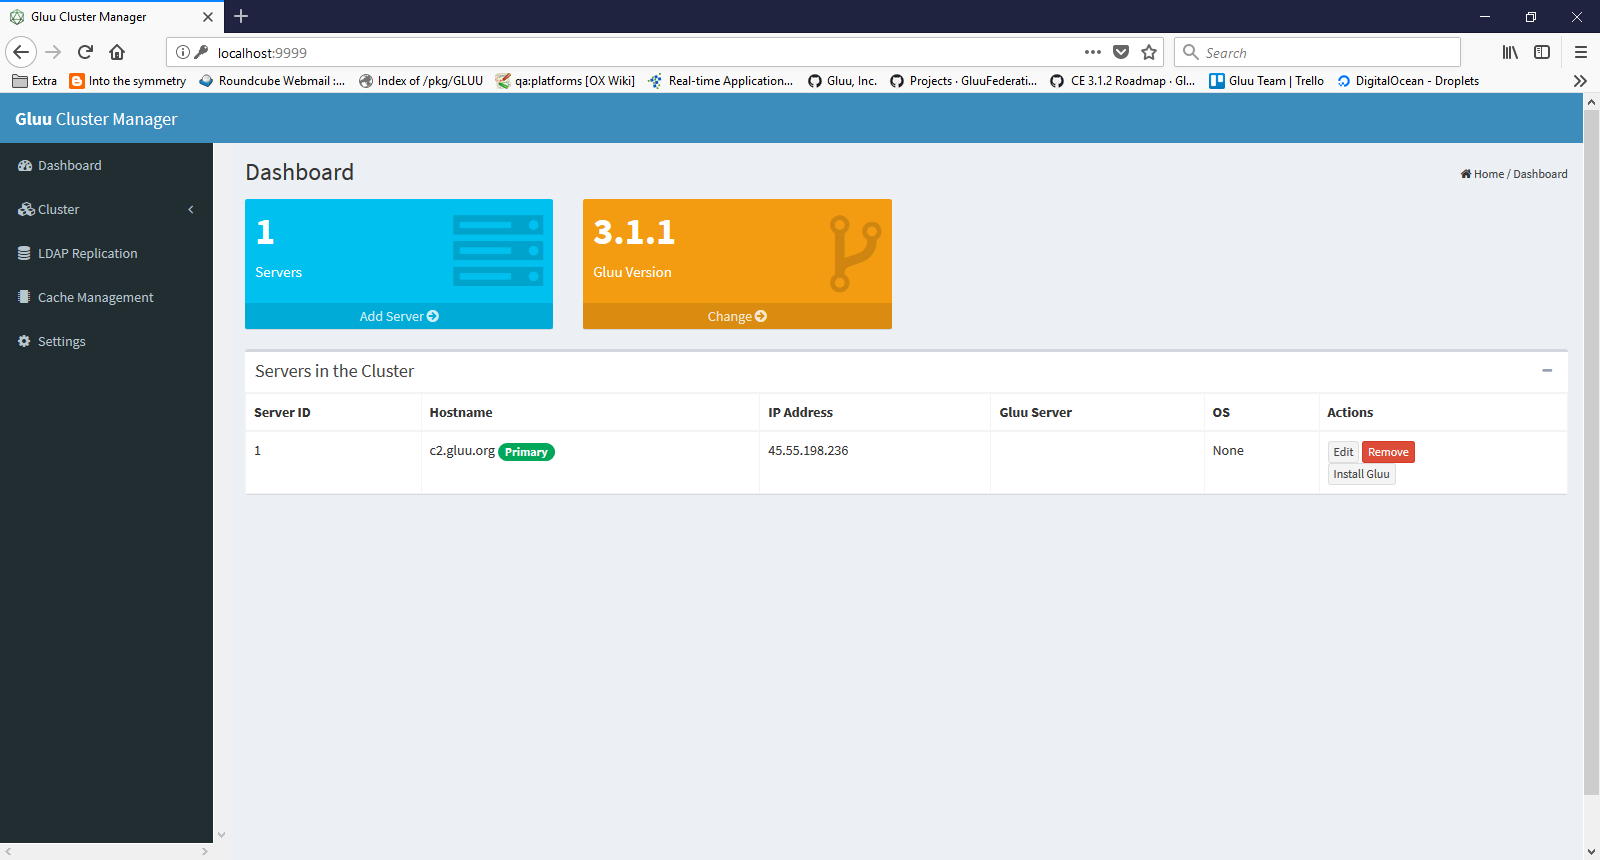 Gluu Cluster Manager
localhost:9999
Search
Extra
Into the symmetry
Roundcube Webmail :...
Index of /pkg/GLUU
qa:platforms [OX Wiki]
Real-time Application...
Gluu, Inc.
Projects · GluuFederati...
CE 3.1.2 Roadmap · Gl...
Gluu Team | Trello
DigitalOcean - Droplets
Gluu Cluster Manager
Dashboard
Cluster
LDAP Replication
Cache Management
Settings
Dashboard
Home / Dashboard
1
Servers
Add Server
3.1.1
Gluu Version
Change
Servers in the Cluster
Server ID Hostname IP Address Gluu Server OS Actions
1 c2.gluu.org Primary 45.55.198.236 None Edit Remove
Install Gluu